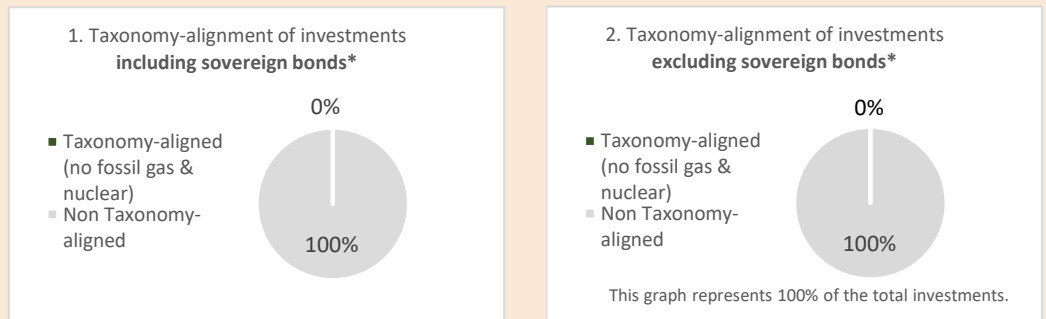 1. Taxonomy-alignment of investments
including sovereign bonds*
0%
Taxonomy-aligned
(no fossil gas &
nuclear)
Non Taxonomy-
aligned
100%
2. Taxonomy-alignment of investments
excluding sovereign bonds*
0%
Taxonomy-aligned
(no fossil gas &
nuclear)
Non Taxonomy-
aligned
100%
This graph represents 100% of the total investments.